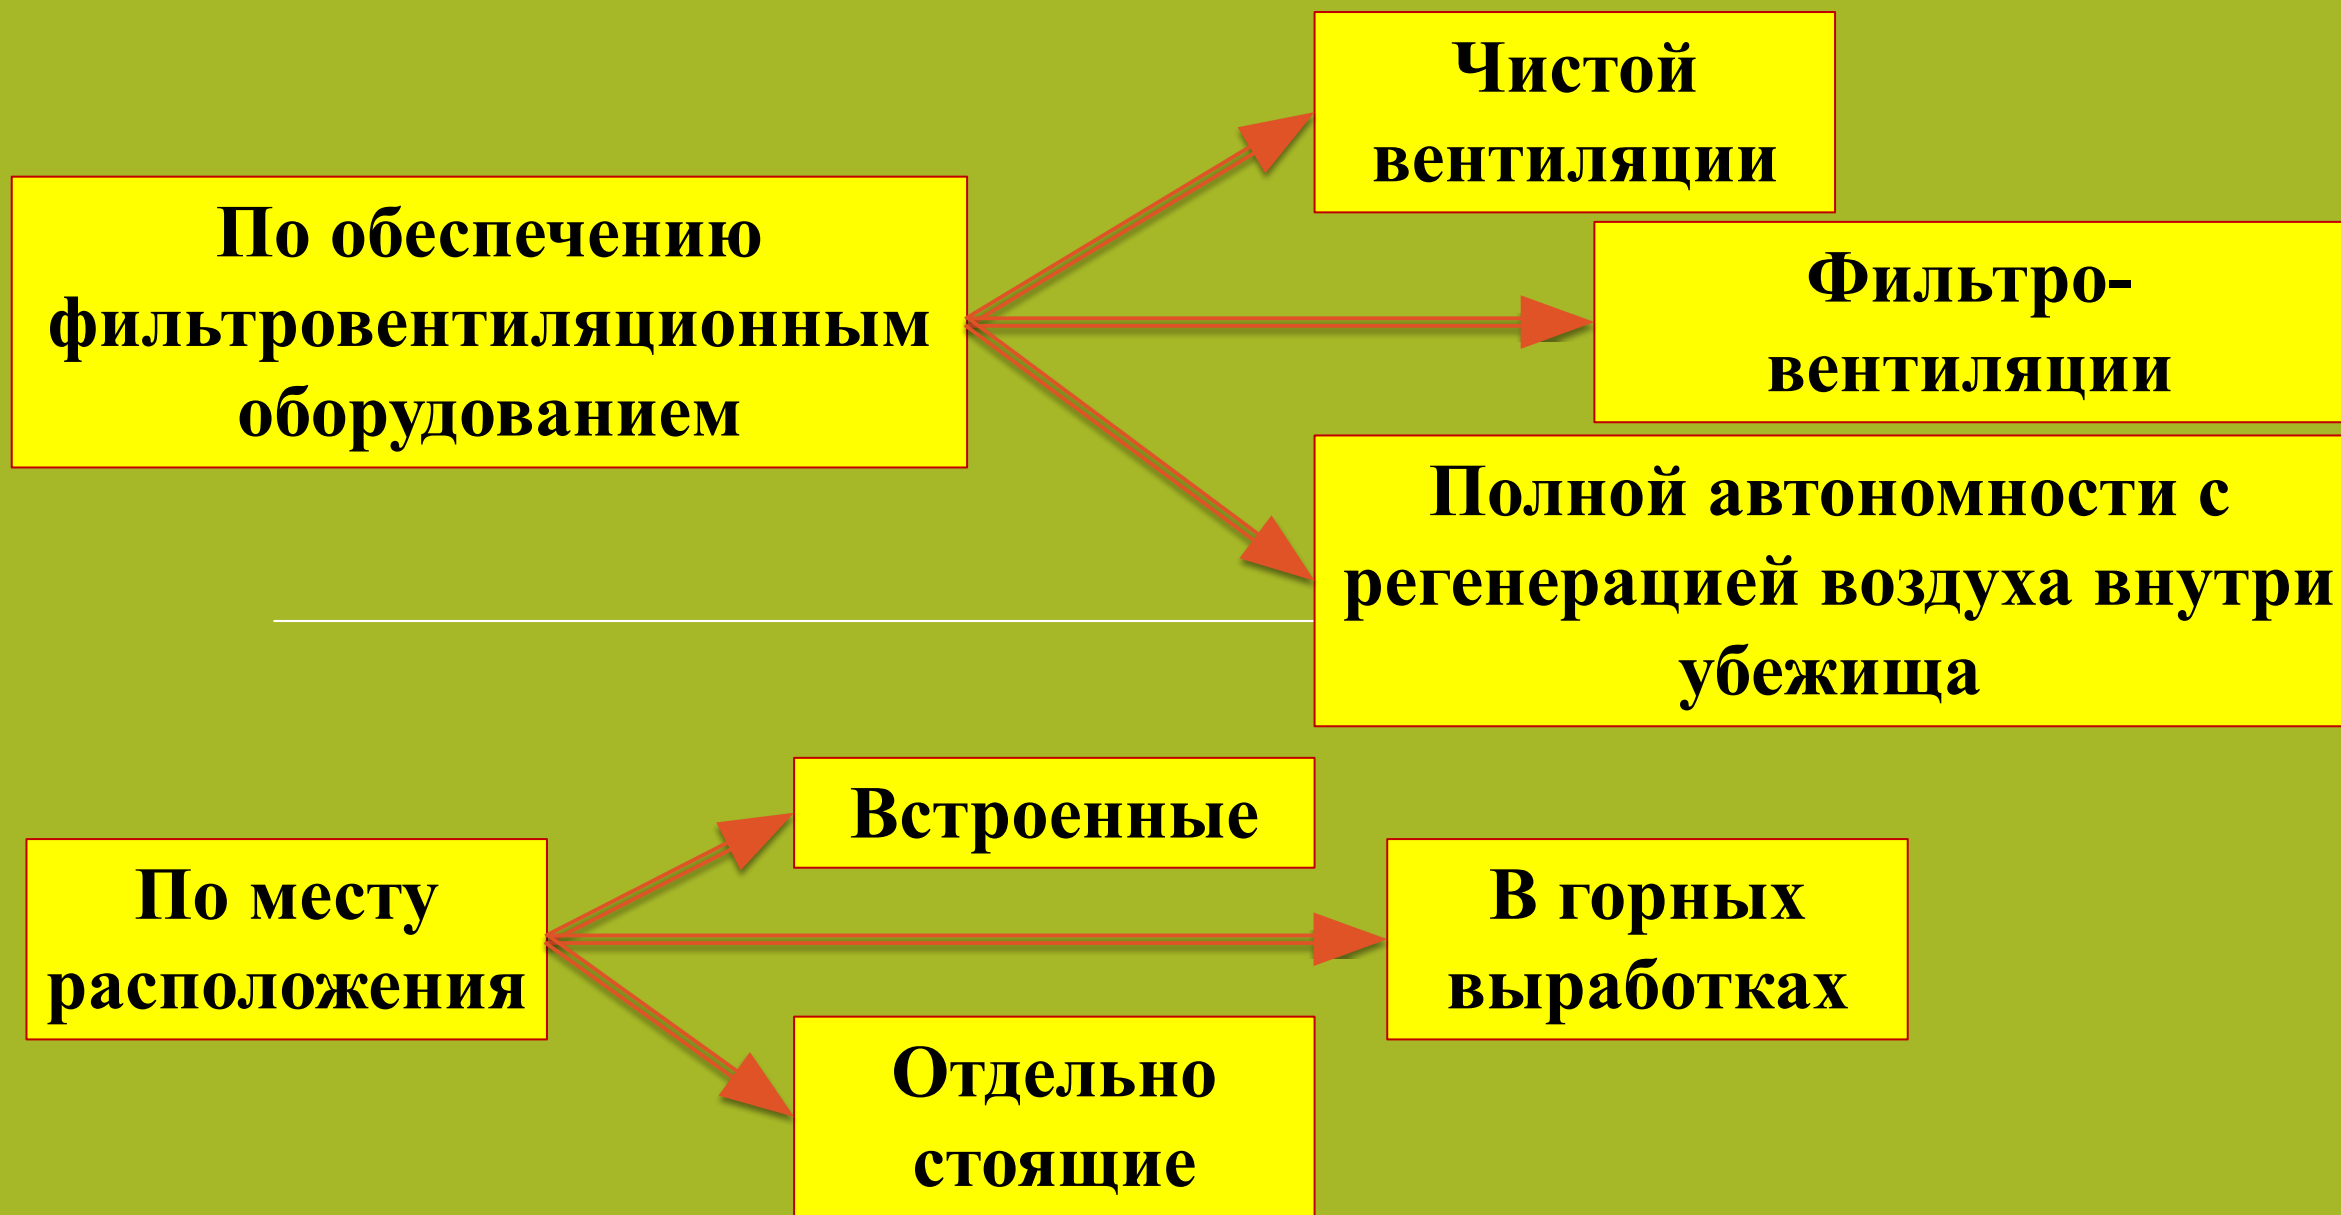 По обеспечению
фильтровентиляционным
оборудованием
Чистой
вентиляции
Фильтро-
вентиляции
Полной автономности с
регенерацией воздуха внутри
убежища
По месту
расположения
Встроенные
В горных
выработках
Отдельно
стоящие